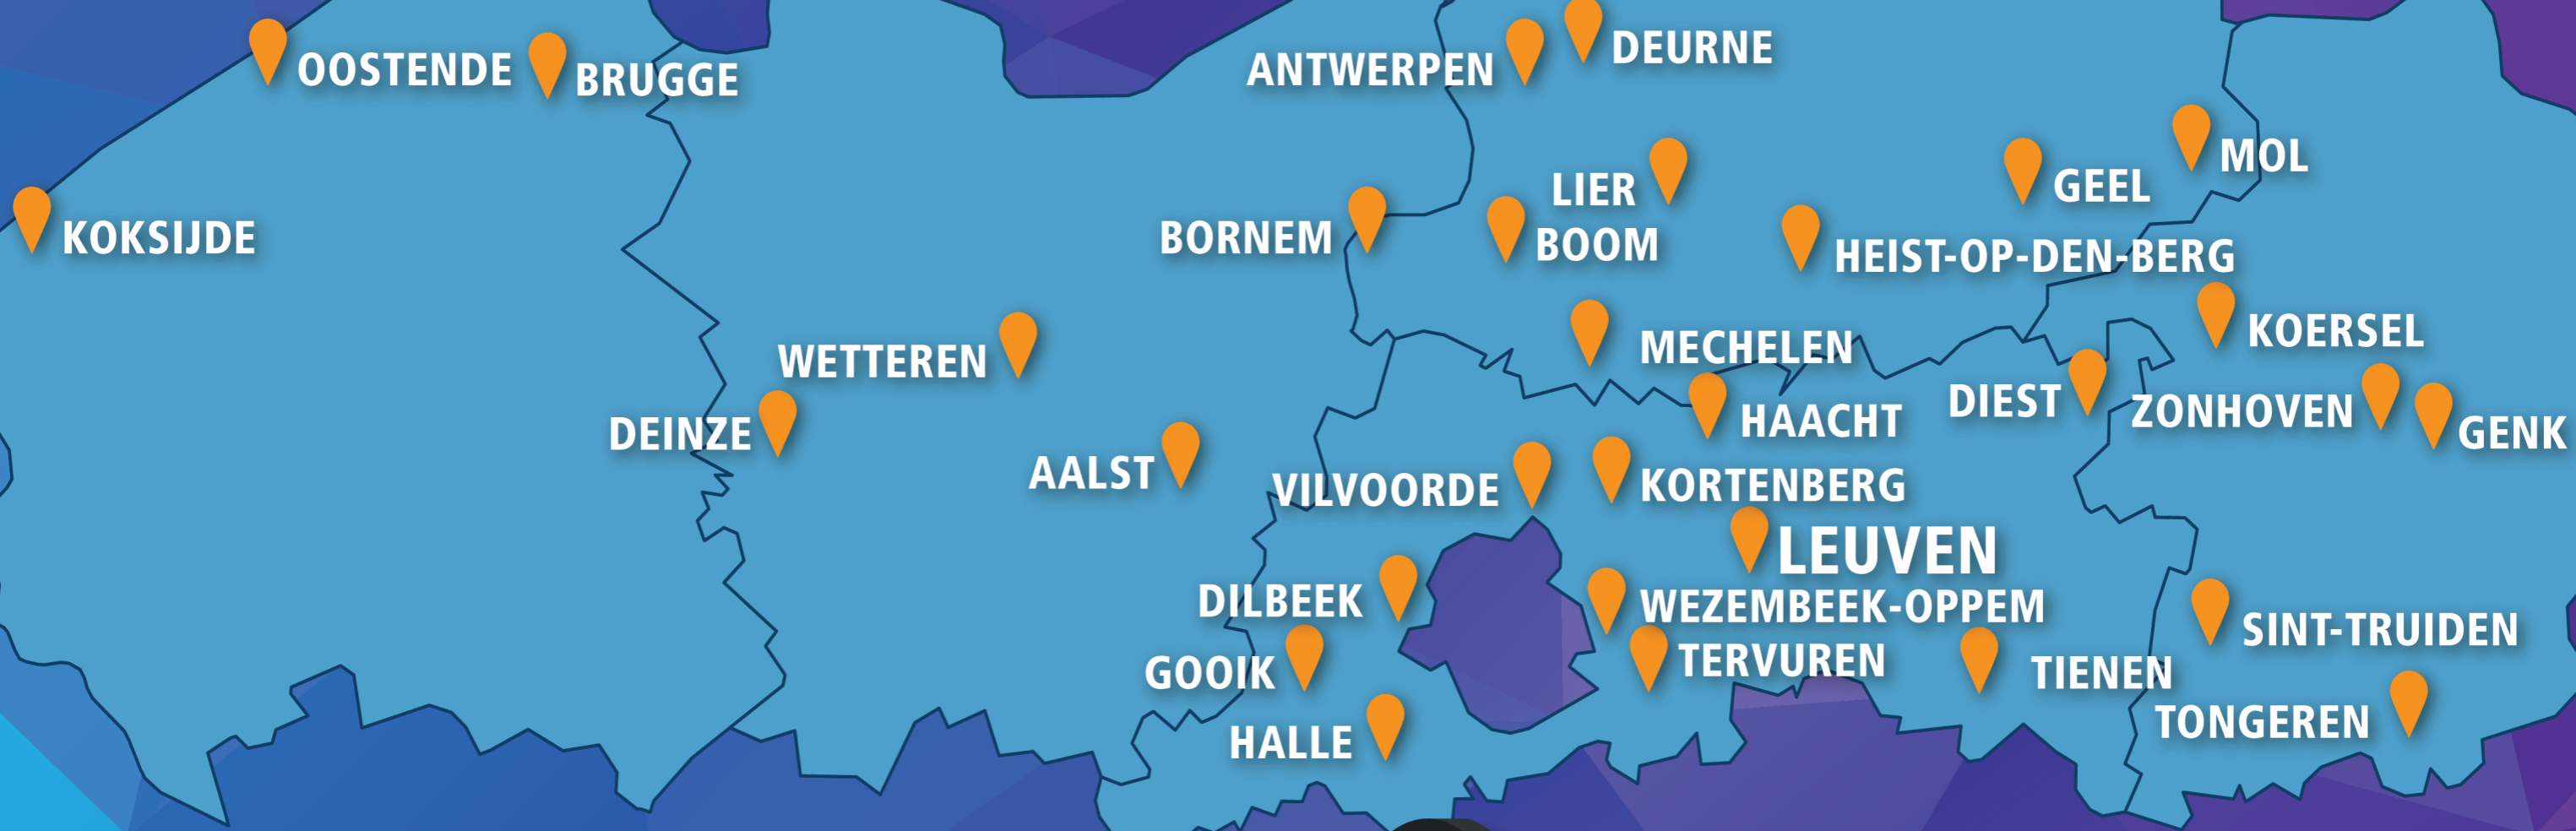 OOSTENDE
BRUGGE
ANTWERPEN
DEURNE
MOL
LIER
GEEL
KOKSIJDE
BORNEM
BOOM
HEIST-OP-DEN-BERG
KOERSEL
WETTEREN
MECHELEN
DIEST
ZONHOVEN
DEINZE
HAACHT
GENK
AALST
VILVOORDE
KORTENBERG
LEUVEN
DILBEEK
WEZEMBEEK-OPPEM
SINT-TRUIDEN
GOOIK
TERVUREN
TIENEN
TONGEREN
HALLE